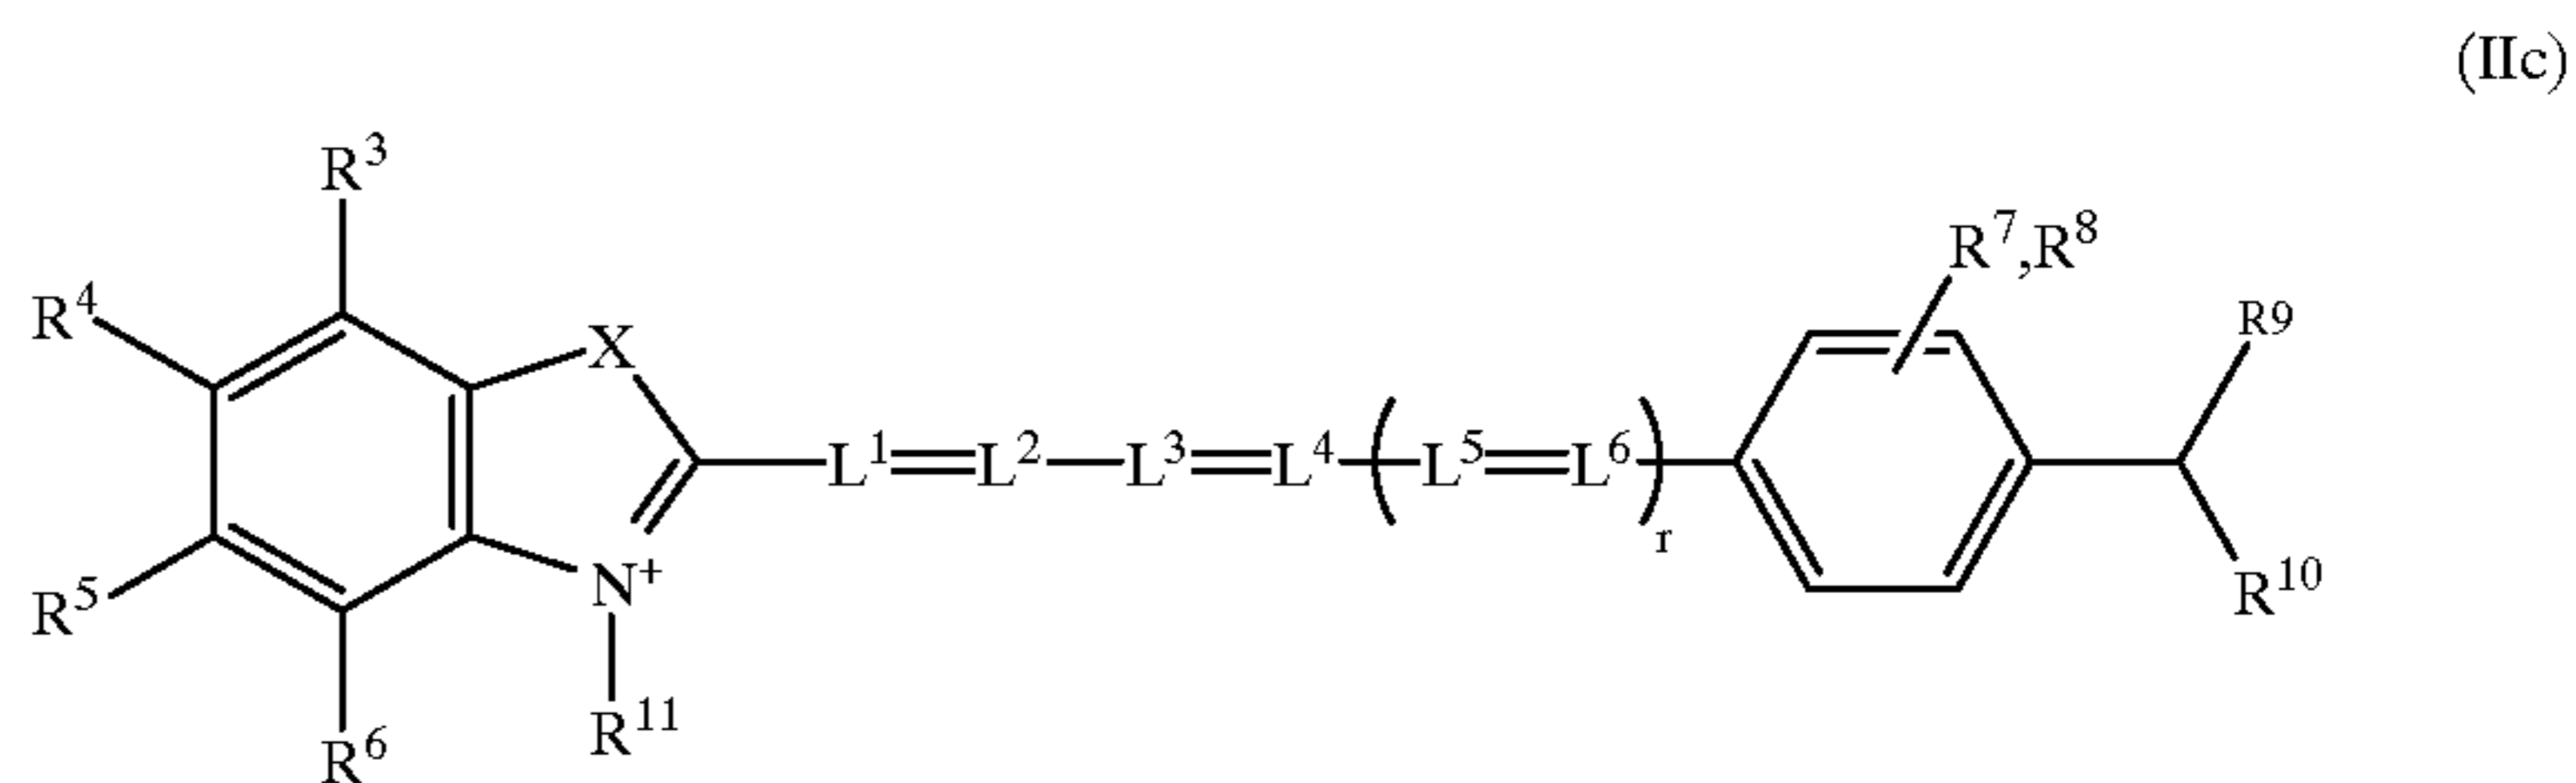 (IIc)
R³
R⁷,R⁸
R⁴
X
R9
L¹=L²—L³=L⁴—(L⁵=L⁶)r
R⁵
N⁺
R¹⁰
R¹¹
R⁶